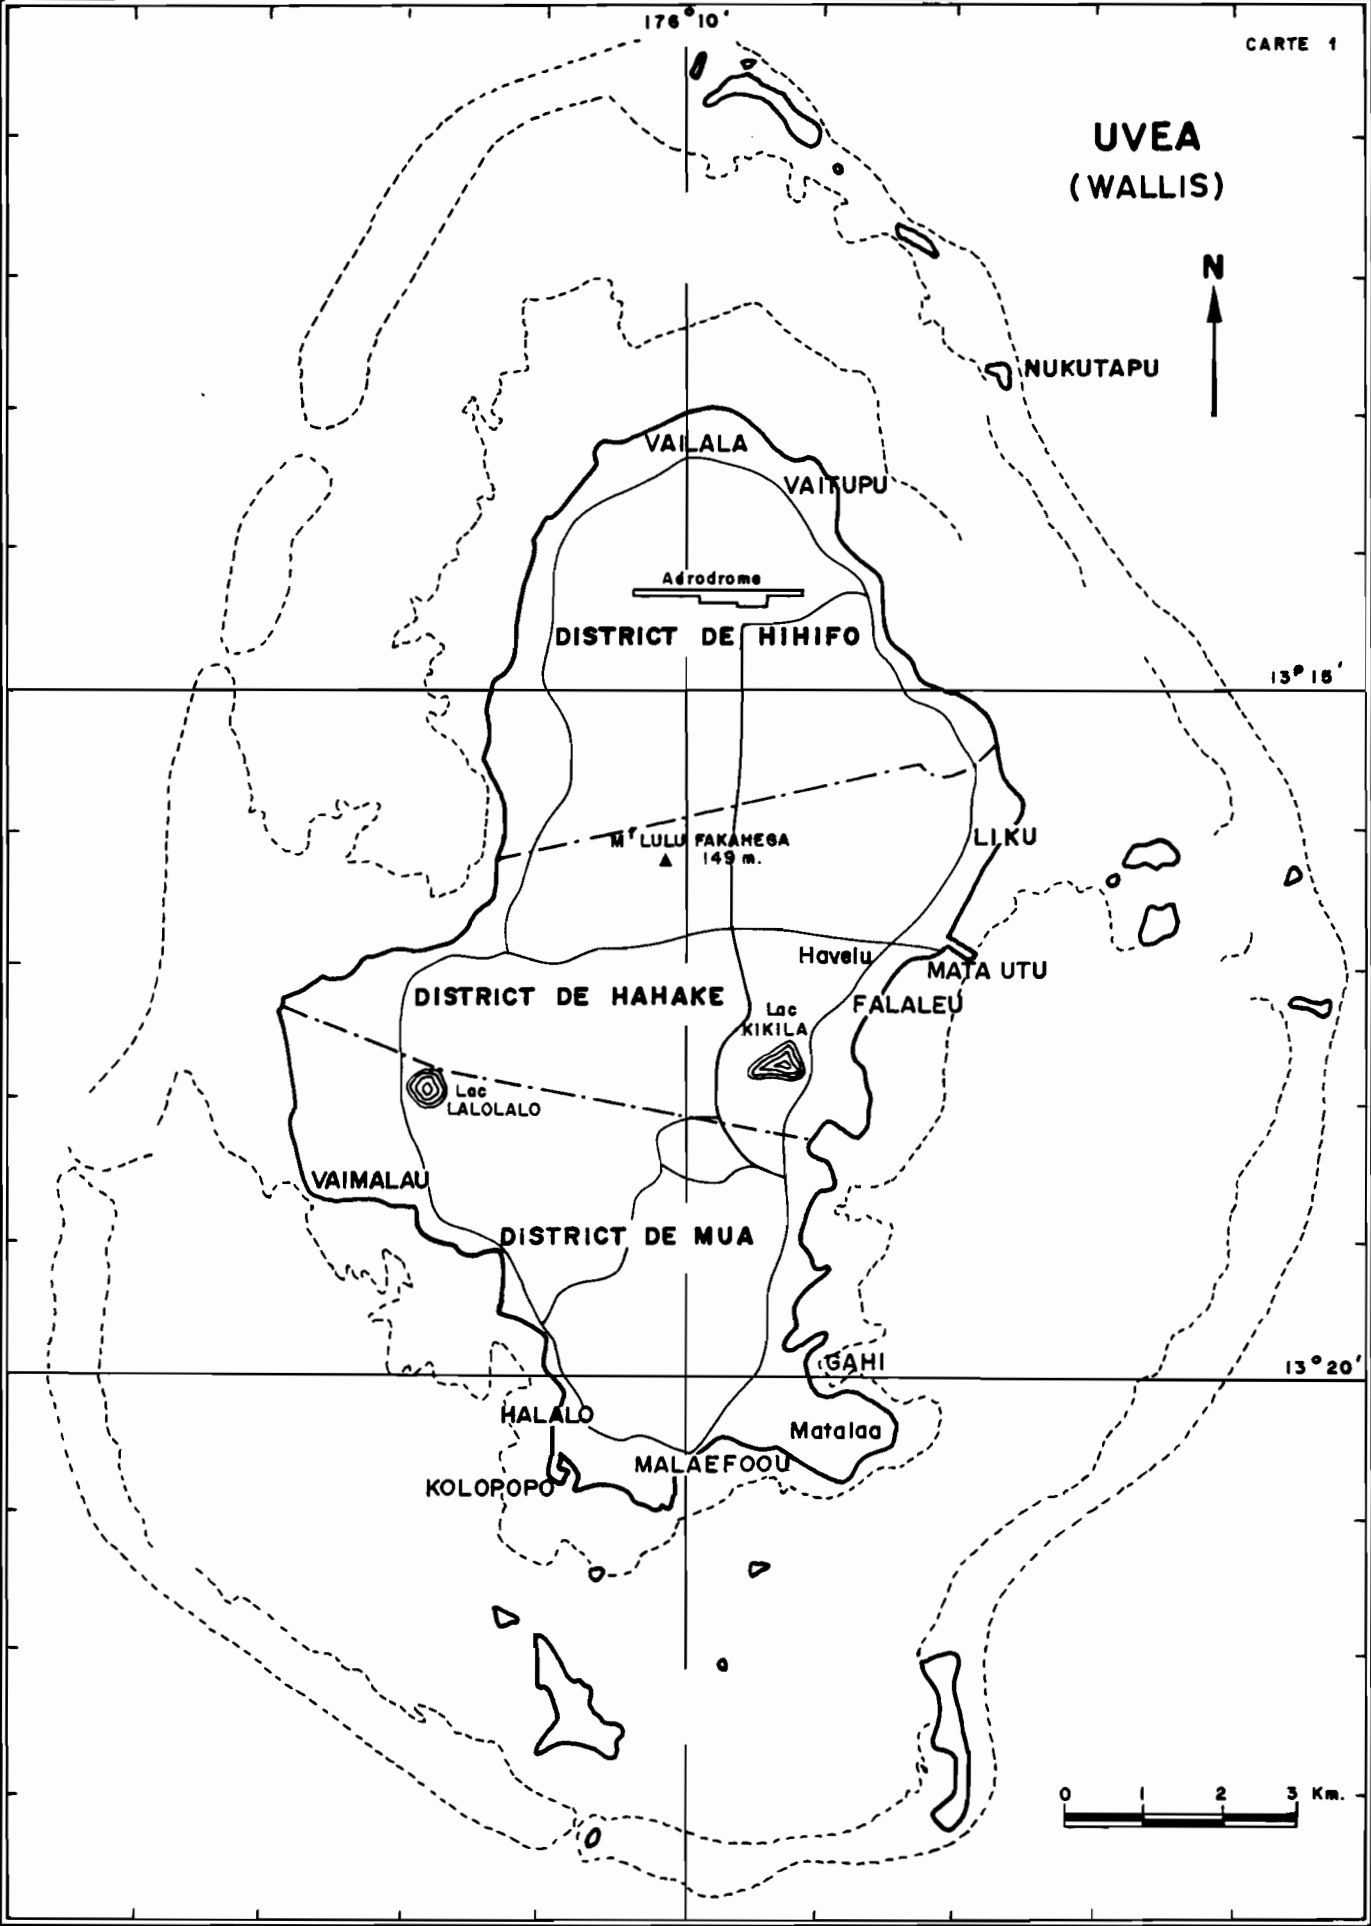 176°10'
CARTE 1
UVEA
(WALLIS)
N
NUKUTAPU
VAILALA
VAITUPU
Aérodrome
DISTRICT DE HIHIFO
13°15'
Mt LULU FAKAHEGA
149 m.
LIKU
Havelu
MATA UTU
DISTRICT DE HAHAKE
FALALEU
Lac
KIKILA
Lac
LALOLALO
VAIMALAU
DISTRICT DE MUA
GAHI
13°20'
HALALO
Matalaa
MALAEFOOU
KOLOPOPO
0 1 2 3 Km.